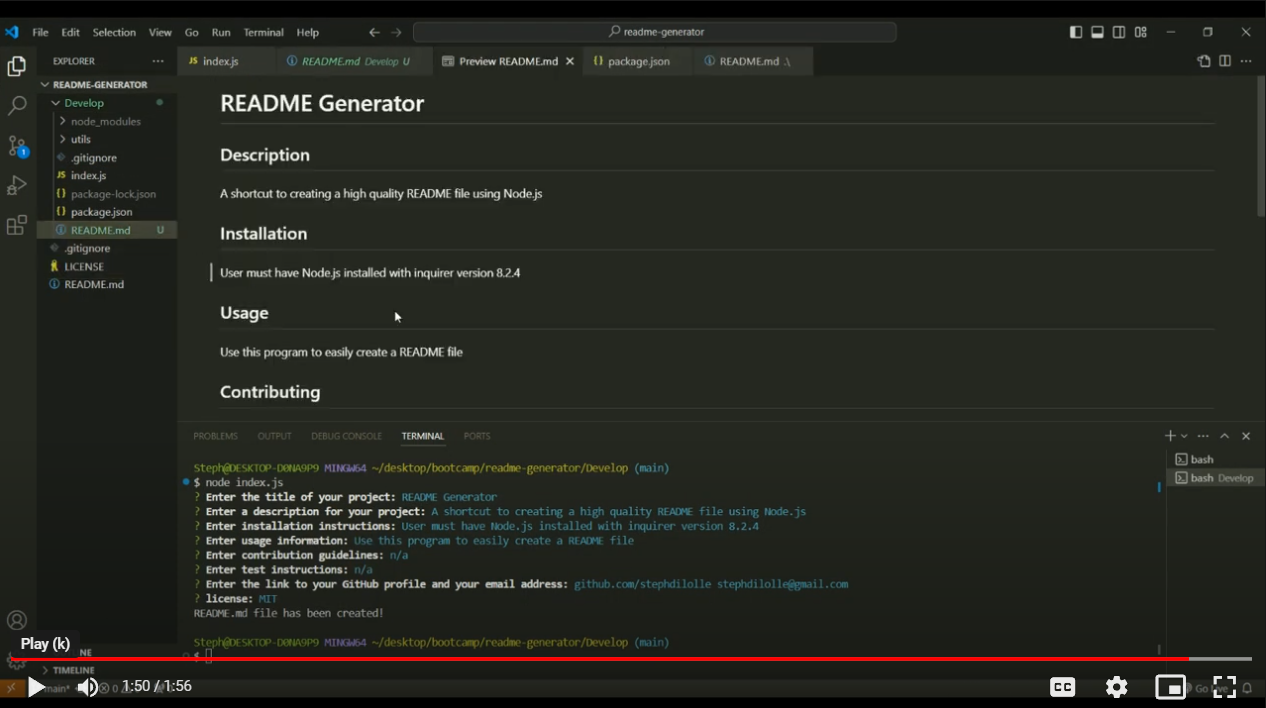 File Edit Selection View Go Run Terminal Help readme-generator
EXPLORER
JS index.js
README.md Develop U
Preview README.md
{} package.json
README.md .\
README-GENERATOR
Develop
node_modules
utils
.gitignore
JS index.js
{} package-lock.json
{} package.json
README.md U
.gitignore
LICENSE
README.md
1
README Generator
Description
A shortcut to creating a high quality README file using Node.js
Installation
User must have Node.js installed with inquirer version 8.2.4
Usage
Use this program to easily create a README file
Contributing
PROBLEMS OUTPUT DEBUG CONSOLE TERMINAL PORTS
bash
bash Develop
Steph@DESKTOP-D0NA9P9 MINGW64 ~/desktop/bootcamp/readme-generator/Develop (main)
$ node index.js
? Enter the title of your project: README Generator
? Enter a description for your project: A shortcut to creating a high quality README file using Node.js
? Enter installation instructions: User must have Node.js installed with inquirer version 8.2.4
? Enter usage information: Use this program to easily create a README file
? Enter contribution guidelines: n/a
? Enter test instructions: n/a
? Enter the link to your GitHub profile and your email address: github.com/stephdilolle stephdilolle@gmail.com
? license: MIT
README.md file has been created!
Steph@DESKTOP-D0NA9P9 MINGW64 ~/desktop/bootcamp/readme-generator/Develop (main)
$
Play (k)
NE
TIMELINE
main*
0
1:50 / 1:56
CC
Go Live